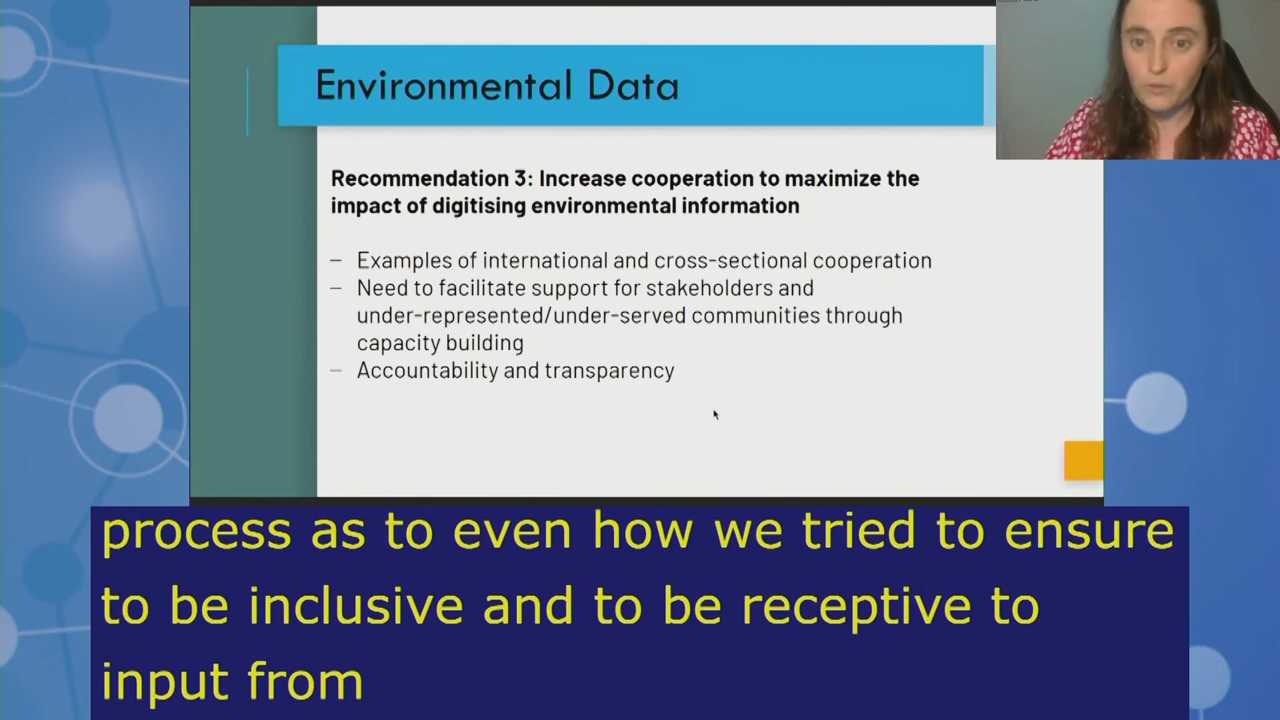 Environmental Data
Recommendation 3: Increase cooperation to maximize the
impact of digitising environmental information
– Examples of international and cross-sectional cooperation
– Need to facilitate support for stakeholders and
under-represented/under-served communities through
capacity building
– Accountability and transparency
process as to even how we tried to ensure
to be inclusive and to be receptive to
input from